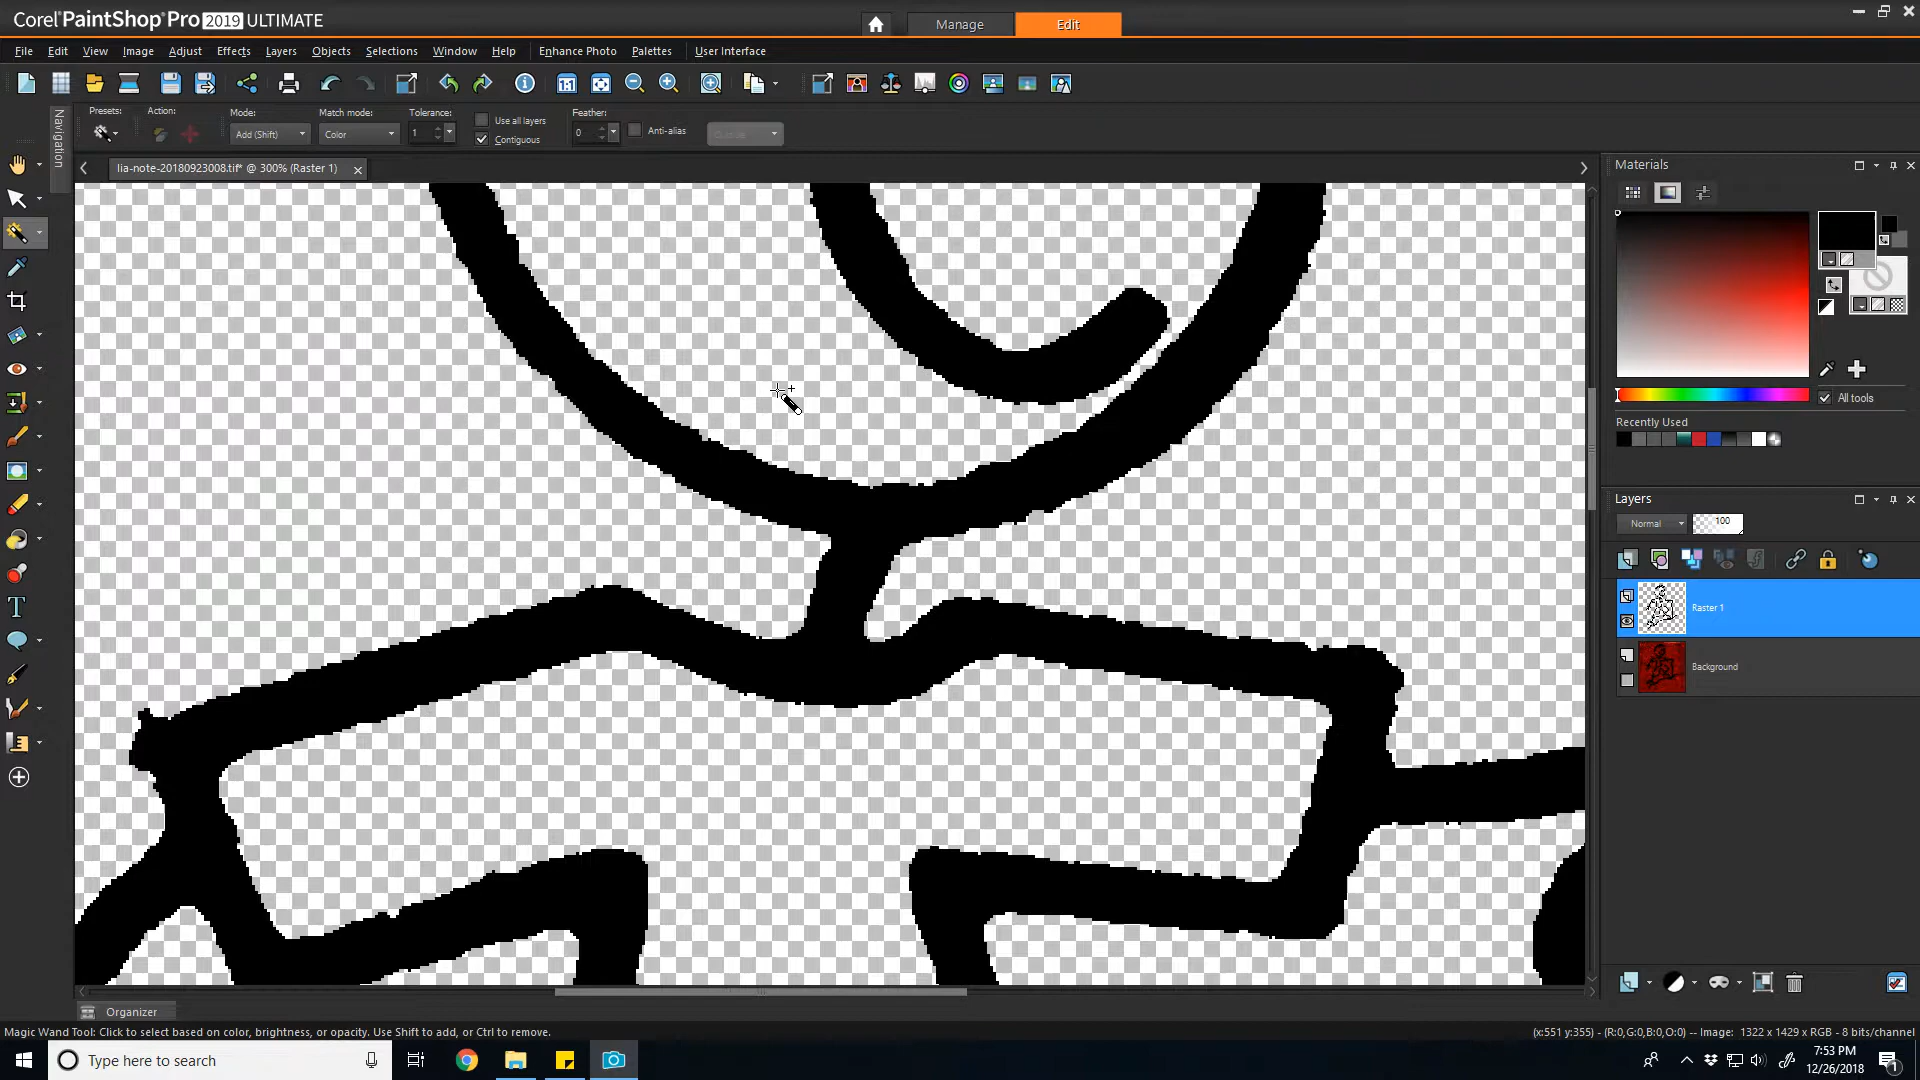 Corel PaintShop Pro 2019 ULTIMATE
Manage
Edit
File Edit View Image Adjust Effects Layers Objects Selections Window Help Enhance Photo Palettes User Interface
1:1
Presets: Action: Mode: Match mode: Tolerance: Feather:
Add (Shift) Color 1 Use all layers 0 Anti-alias
Contiguous
Navigation
lia-note-20180923008.tif* @ 300% (Raster 1)
Materials
All tools
Recently Used
Layers
Normal 100
Raster 1
Background
Organizer
Magic Wand Tool: Click to select based on color, brightness, or opacity. Use Shift to add, or Ctrl to remove.
(x:551 y:355) - (R:0,G:0,B:0,O:0) -- Image: 1322 x 1429 x RGB - 8 bits/channel
Type here to search
7:53 PM
12/26/2018
1